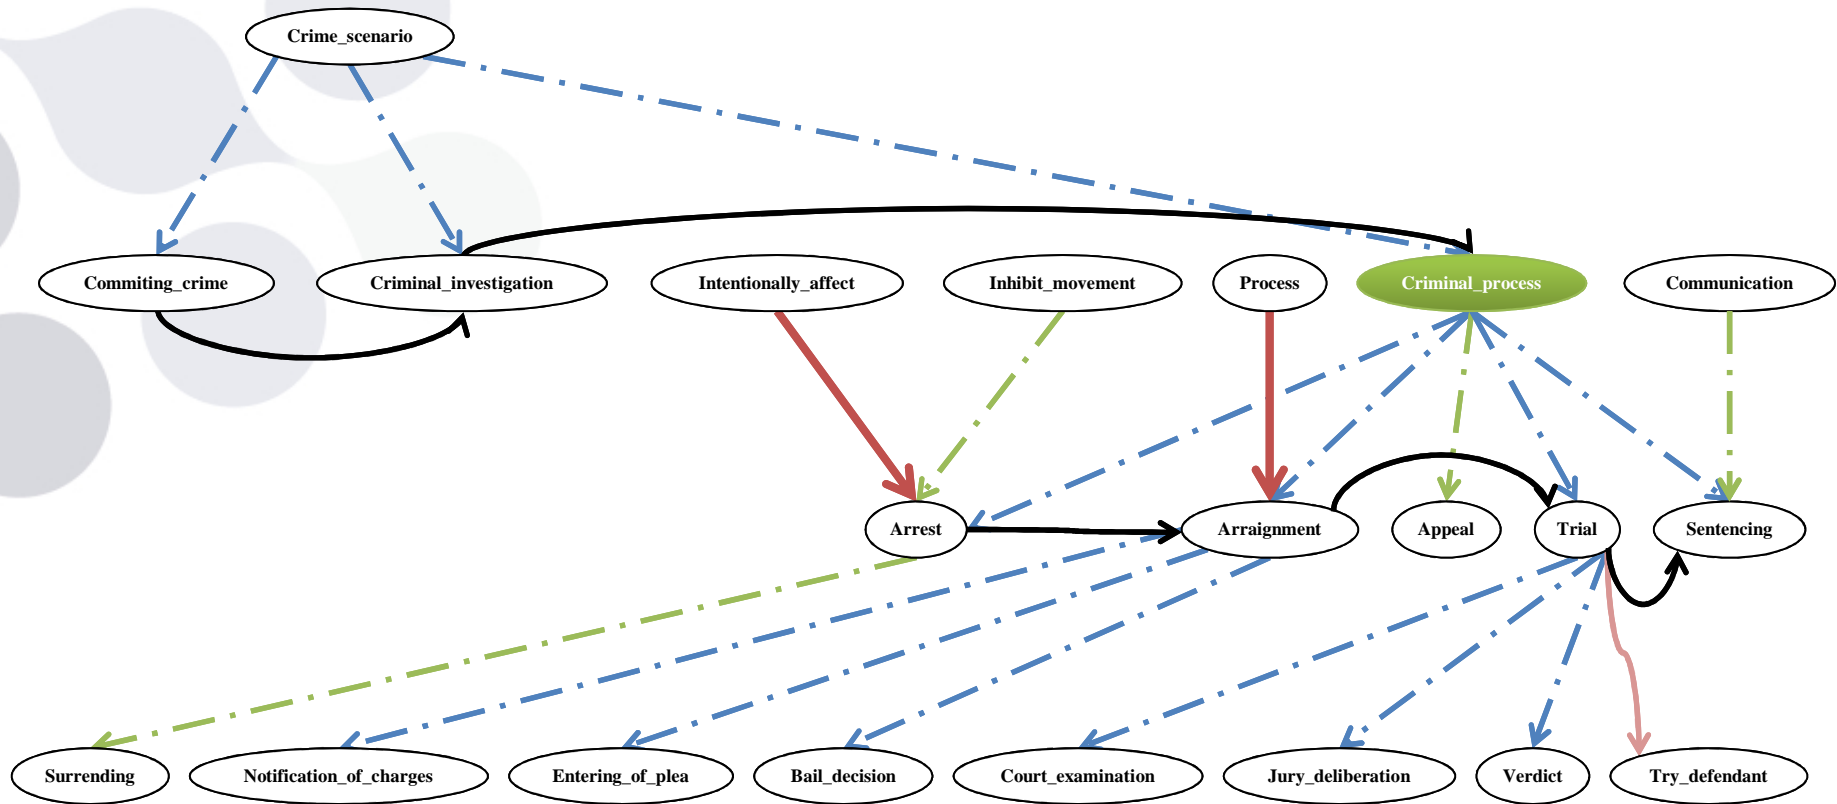 Crime_scenario
Commiting_crime
Criminal_investigation
Intentionally_affect
Inhibit_movement
Process
Criminal_process
Communication
Arrest
Arraignment
Appeal
Trial
Sentencing
Surrending
Notification_of_charges
Entering_of_plea
Bail_decision
Court_examination
Jury_deliberation
Verdict
Try_defendant